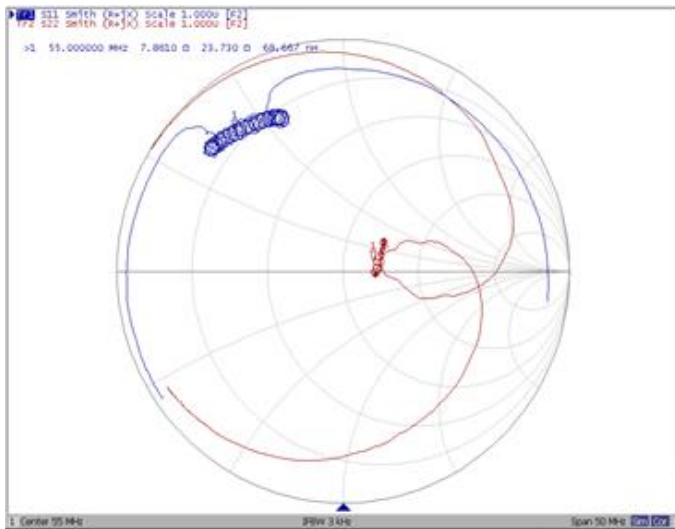 Tr1 S11 Smith (R+jX) Scale 1.000U [F2]
Tr2 S22 Smith (R+jX) Scale 1.000U [F2]
>1 55.000000 MHz 7.8610 Ω 23.730 Ω 68.667 nH
1 Center 55 MHz IFBW 3 kHz Span 50 MHz Cor